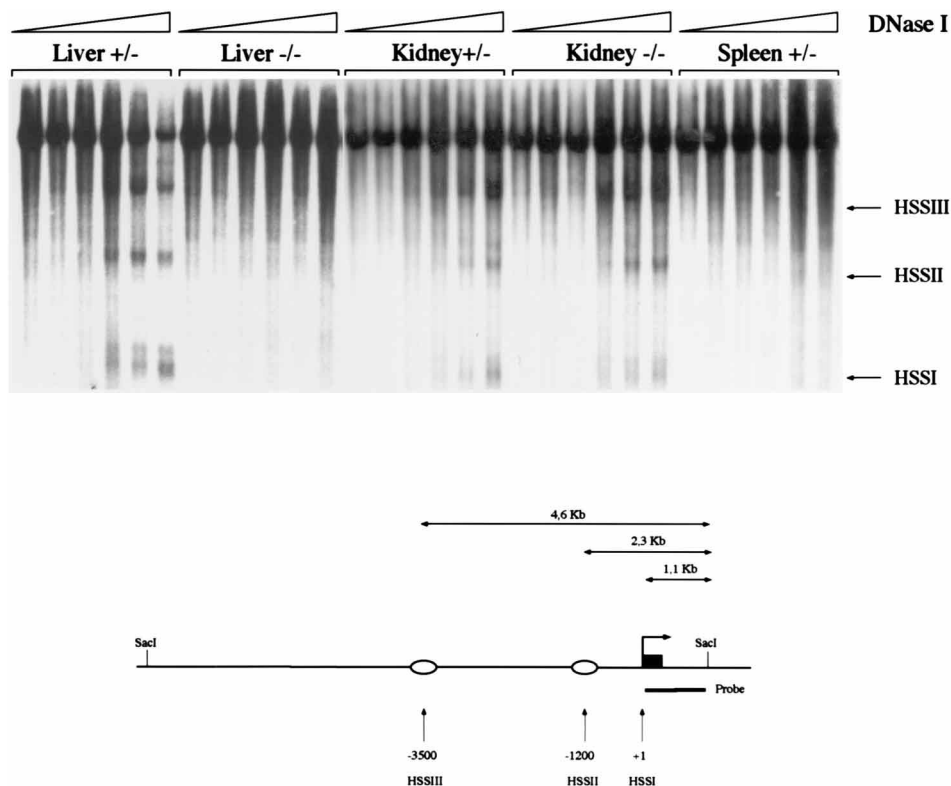 DNase I
Liver +/- Liver -/- Kidney+/- Kidney -/- Spleen +/-
HSSIII
HSSII
HSSI
4,6 Kb
2,3 Kb
1,1 Kb
SacI SacI
Probe
-3500 -1200 +1
HSSIII HSSII HSSI